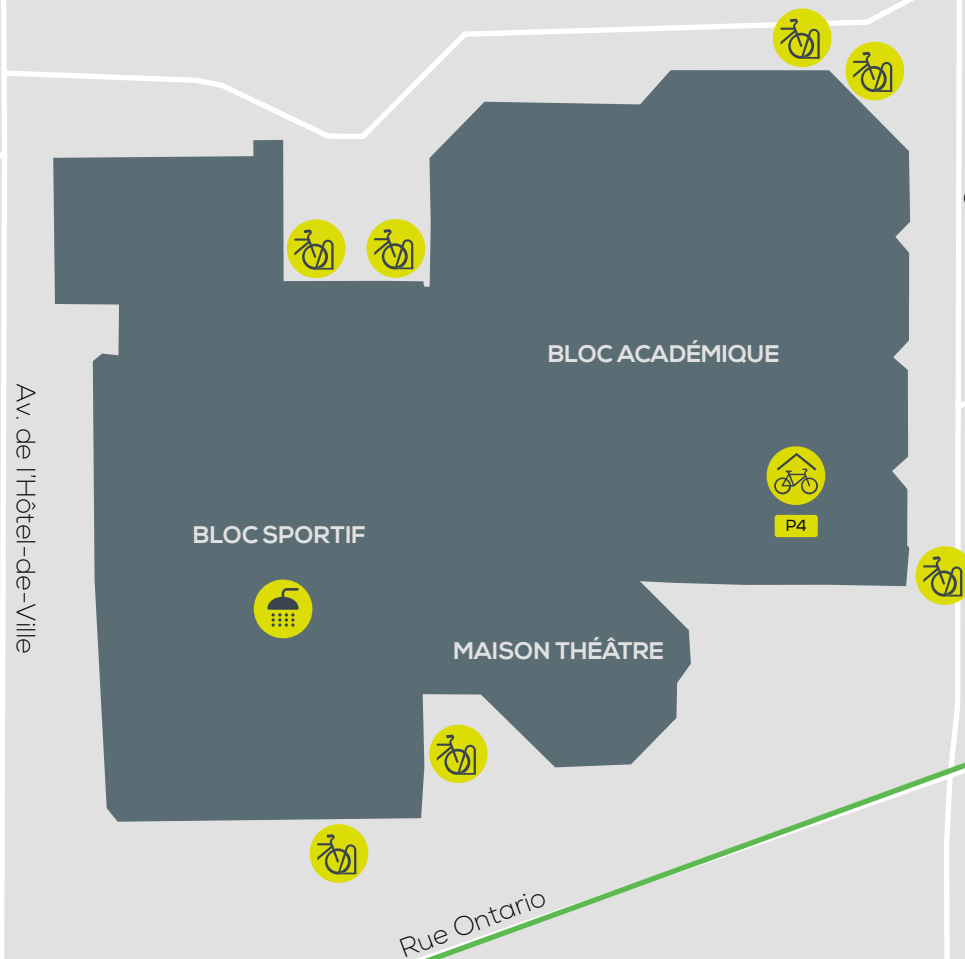 BLOC ACADÉMIQUE
Av. de l'Hôtel-de-Ville
P4
BLOC SPORTIF
MAISON THÉÂTRE
Rue Ontario